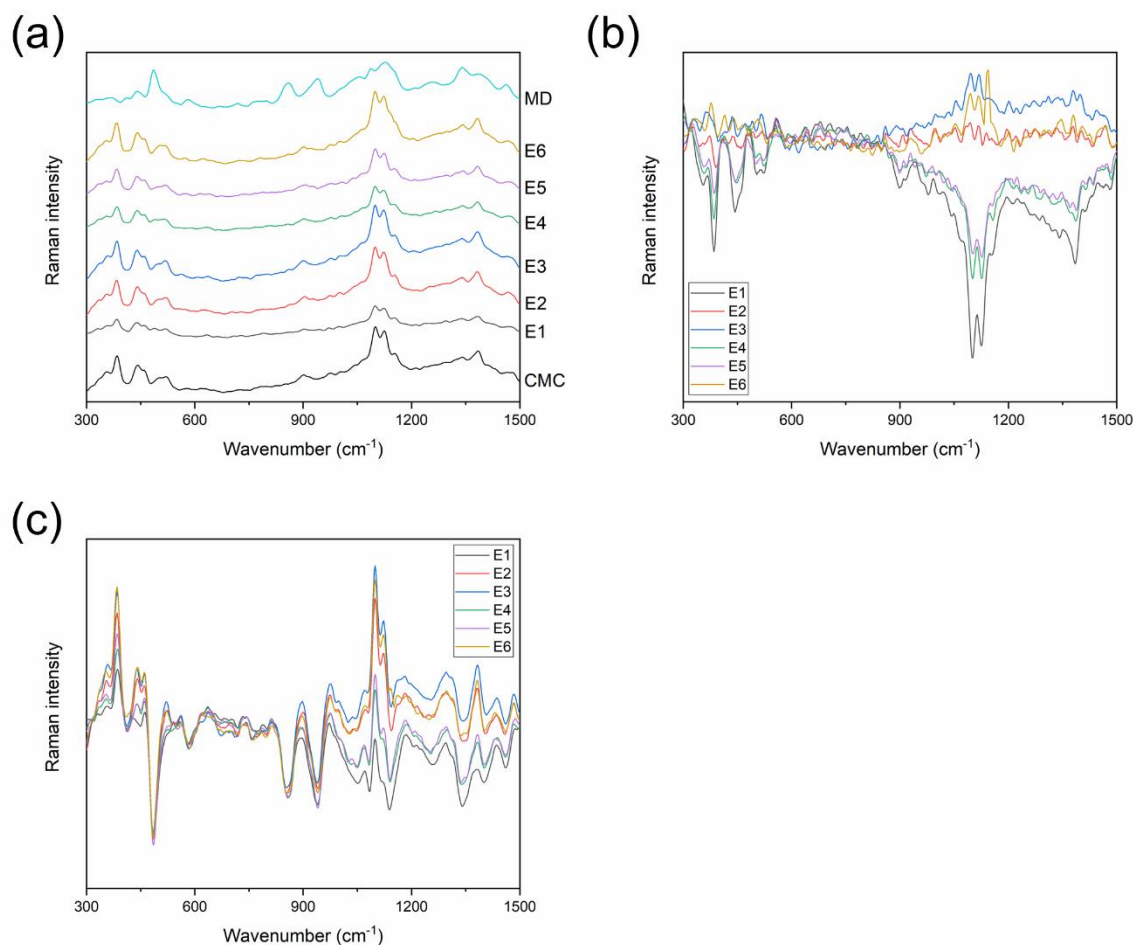 (a)
Raman intensity
MD
E6
E5
E4
E3
E2
E1
CMC
300 600 900 1200 1500
Wavenumber (cm⁻¹)
(b)
Raman intensity
E1
E2
E3
E4
E5
E6
300 600 900 1200 1500
Wavenumber (cm⁻¹)
(c)
Raman intensity
E1
E2
E3
E4
E5
E6
300 600 900 1200 1500
Wavenumber (cm⁻¹)